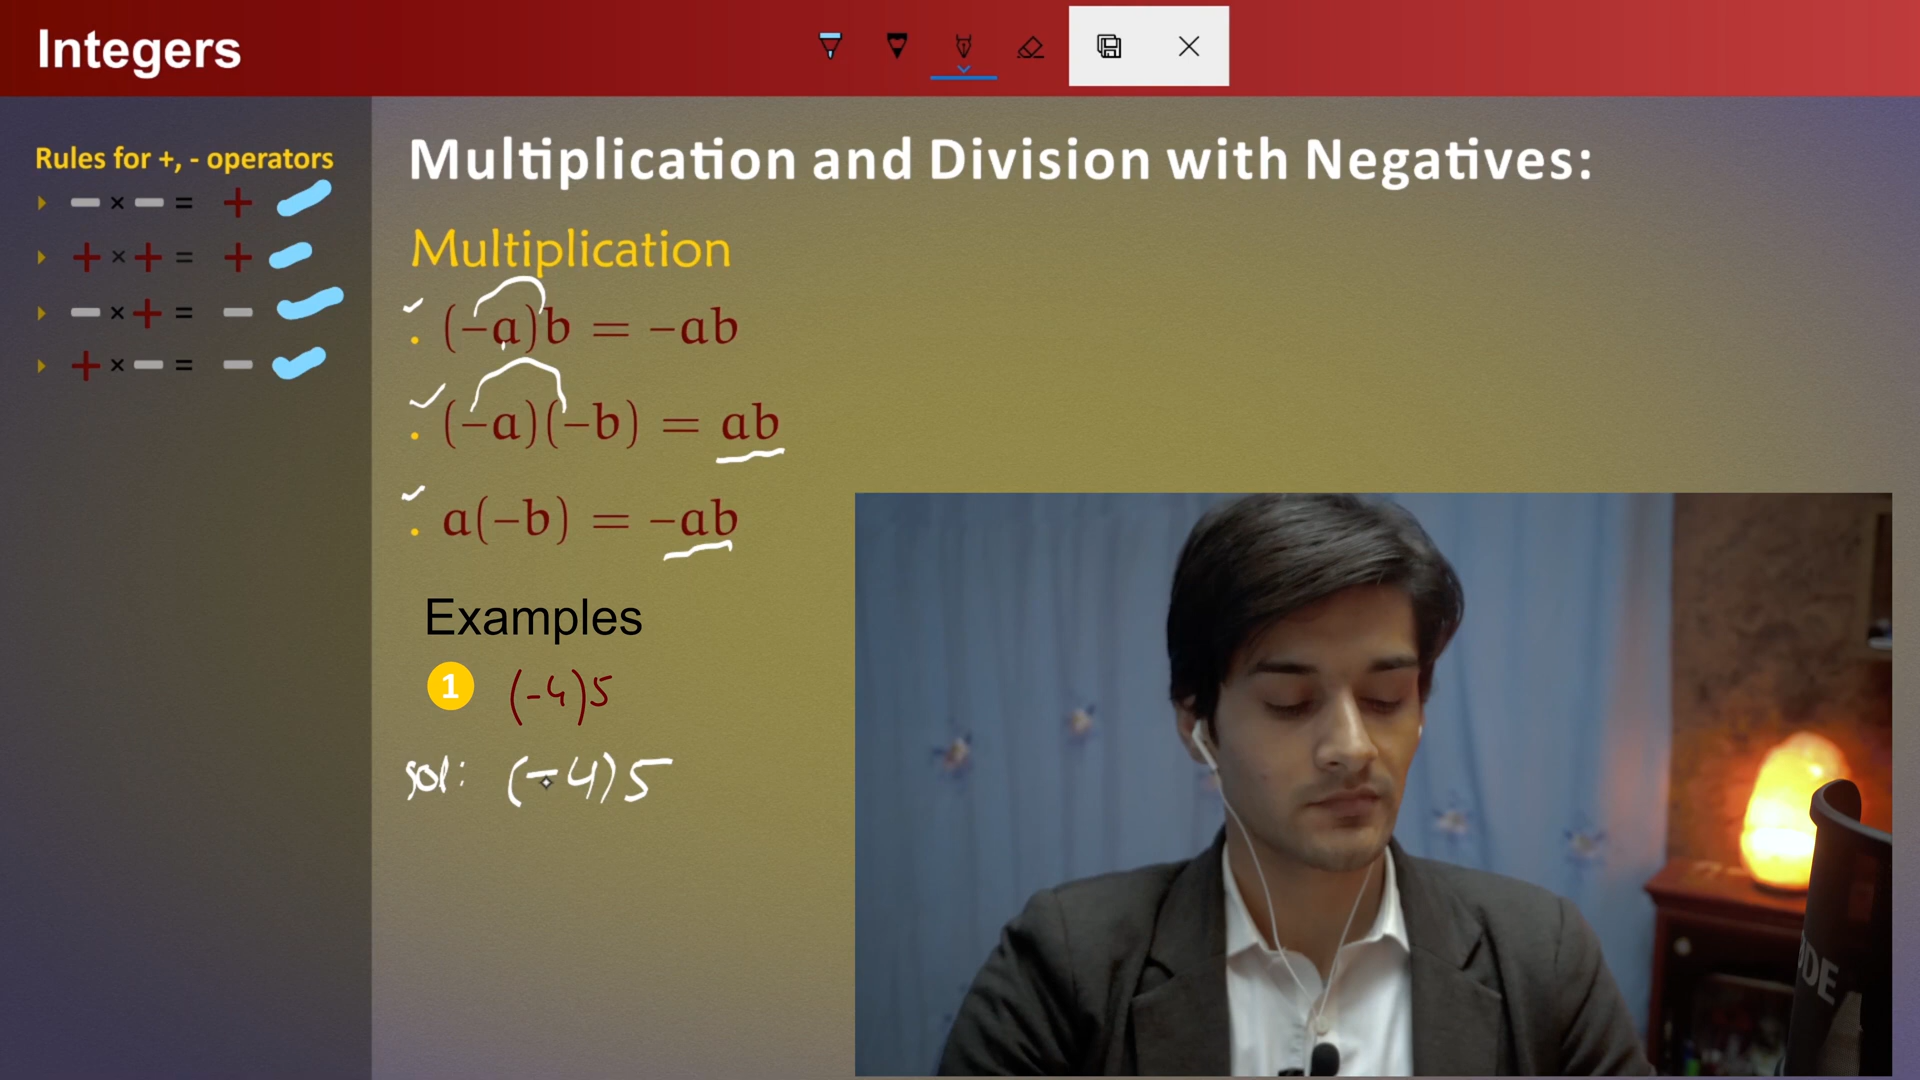 Integers
Rules for +, - operators
− × − = +
+ × + = +
− × + = −
+ × − = −
Multiplication and Division with Negatives:
Multiplication
(−a)b = −ab
(−a)(−b) = ab
a(−b) = −ab
Examples
1 (-4)5
sol: (-4)5